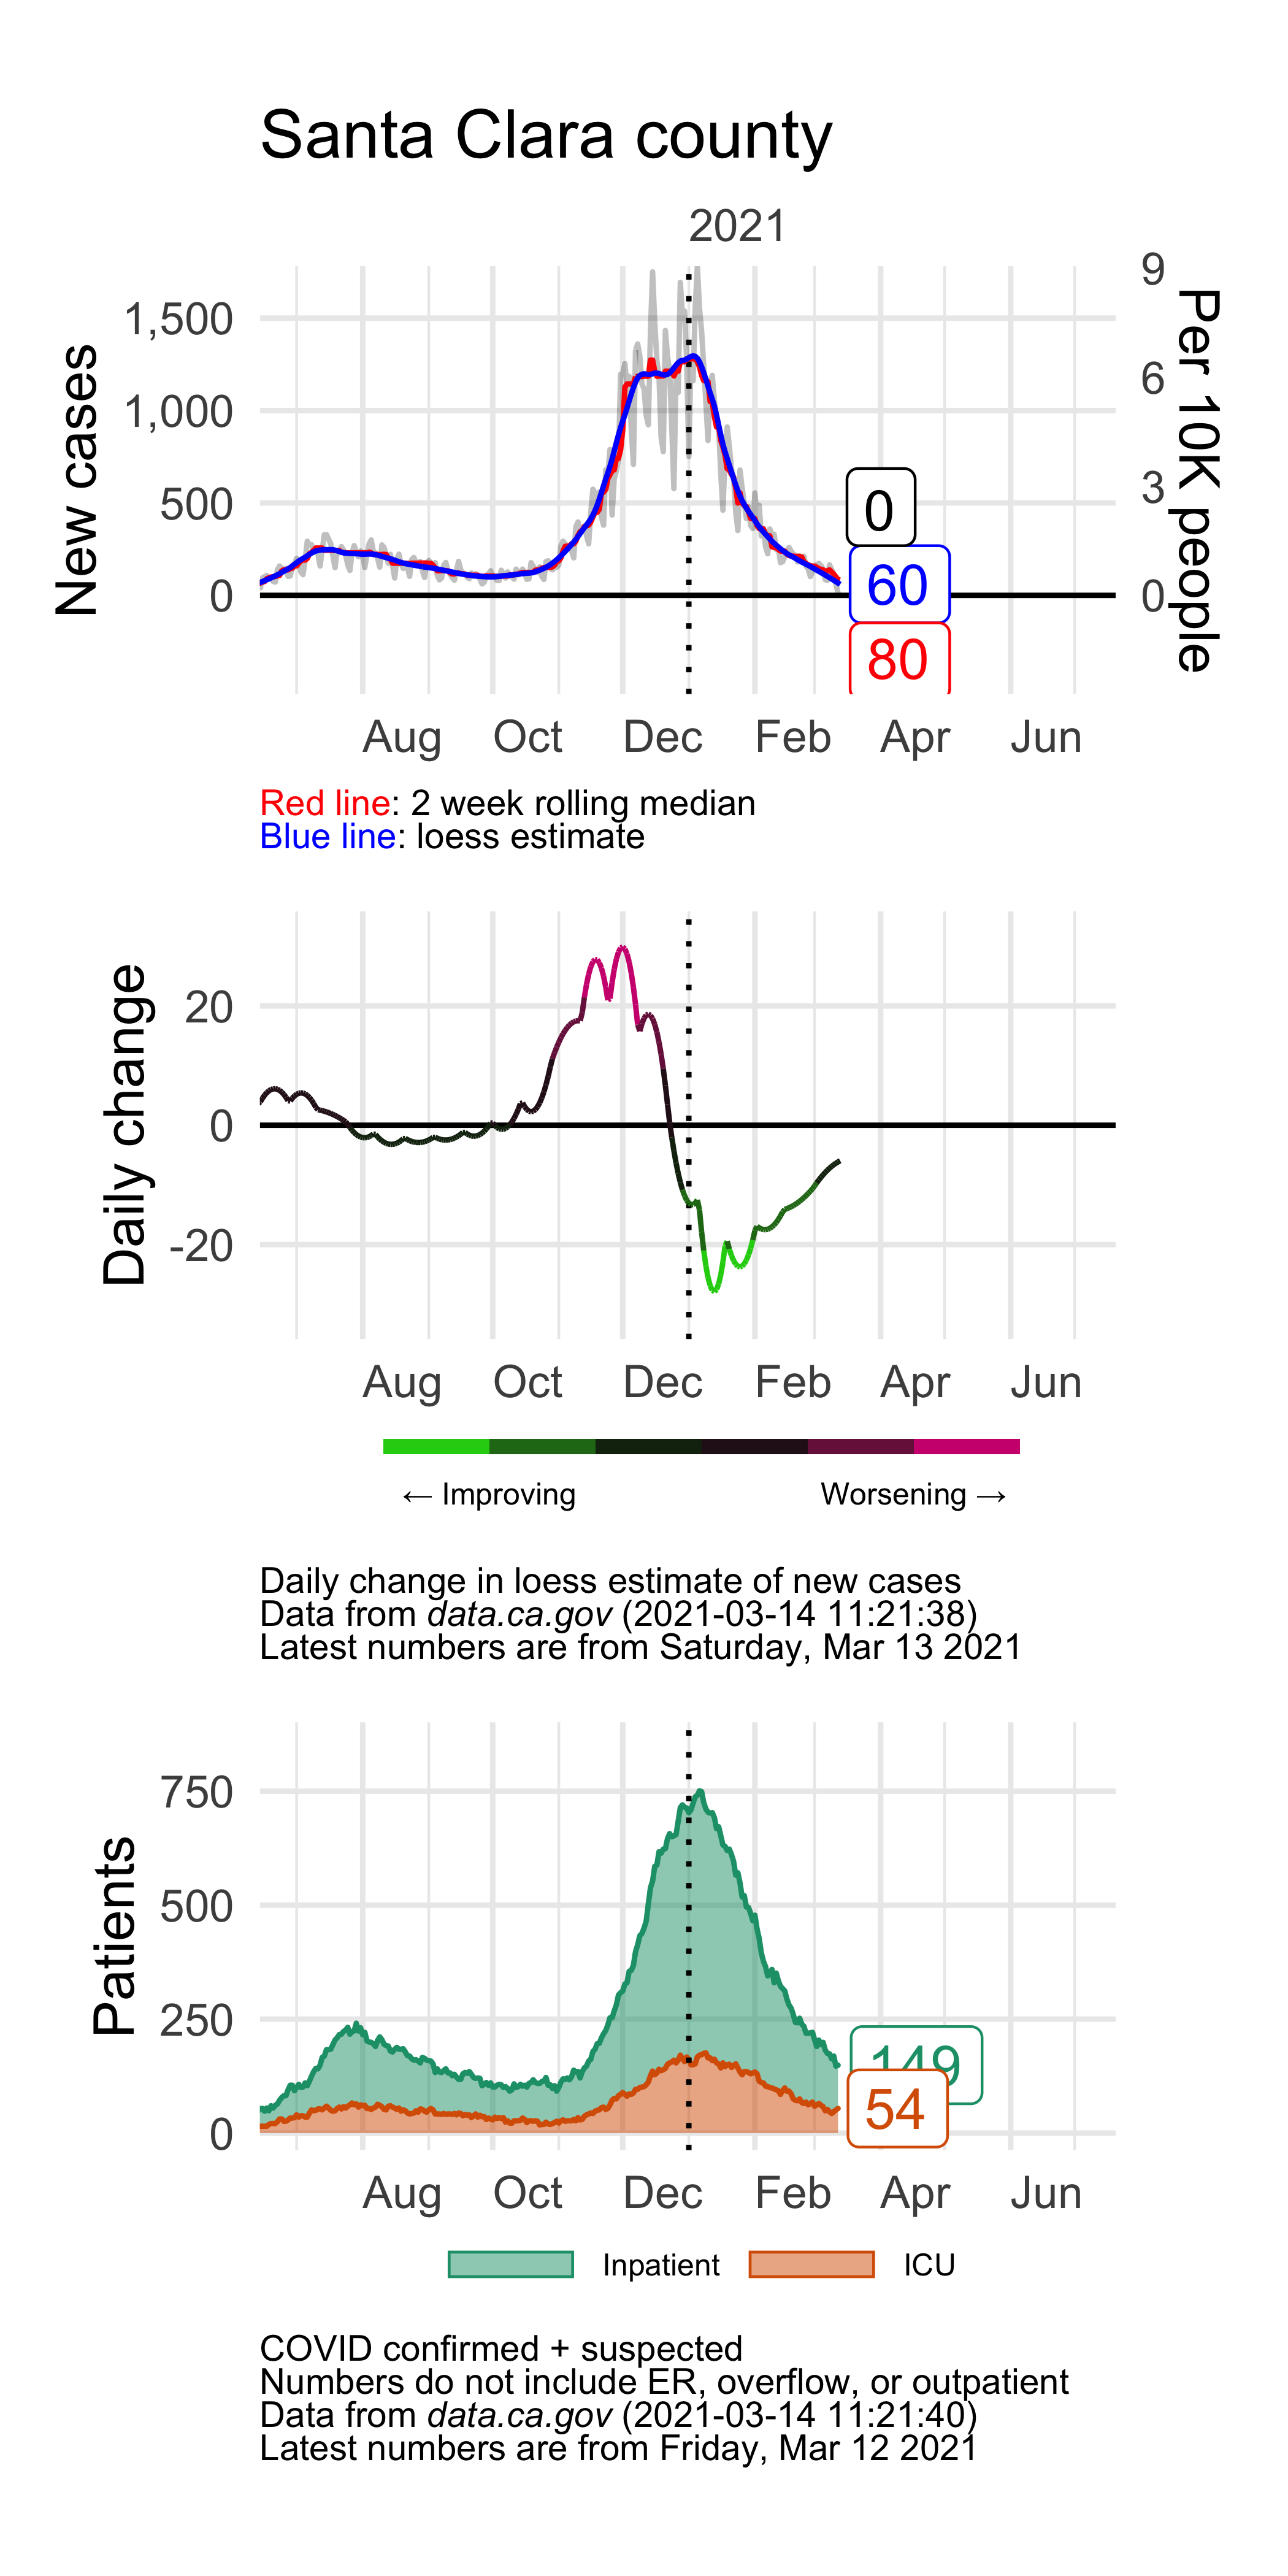 Santa Clara county
2021
New cases
1,500
1,000
500
0
9
6
3
0
Per 10K people
0
60
80
Aug Oct Dec Feb Apr Jun
Red line: 2 week rolling median
Blue line: loess estimate
Daily change
20
0
-20
Aug Oct Dec Feb Apr Jun
← Improving Worsening →
Daily change in loess estimate of new cases
Data from data.ca.gov (2021-03-14 11:21:38)
Latest numbers are from Saturday, Mar 13 2021
Patients
750
500
250
0
149
54
Aug Oct Dec Feb Apr Jun
Inpatient ICU
COVID confirmed + suspected
Numbers do not include ER, overflow, or outpatient
Data from data.ca.gov (2021-03-14 11:21:40)
Latest numbers are from Friday, Mar 12 2021